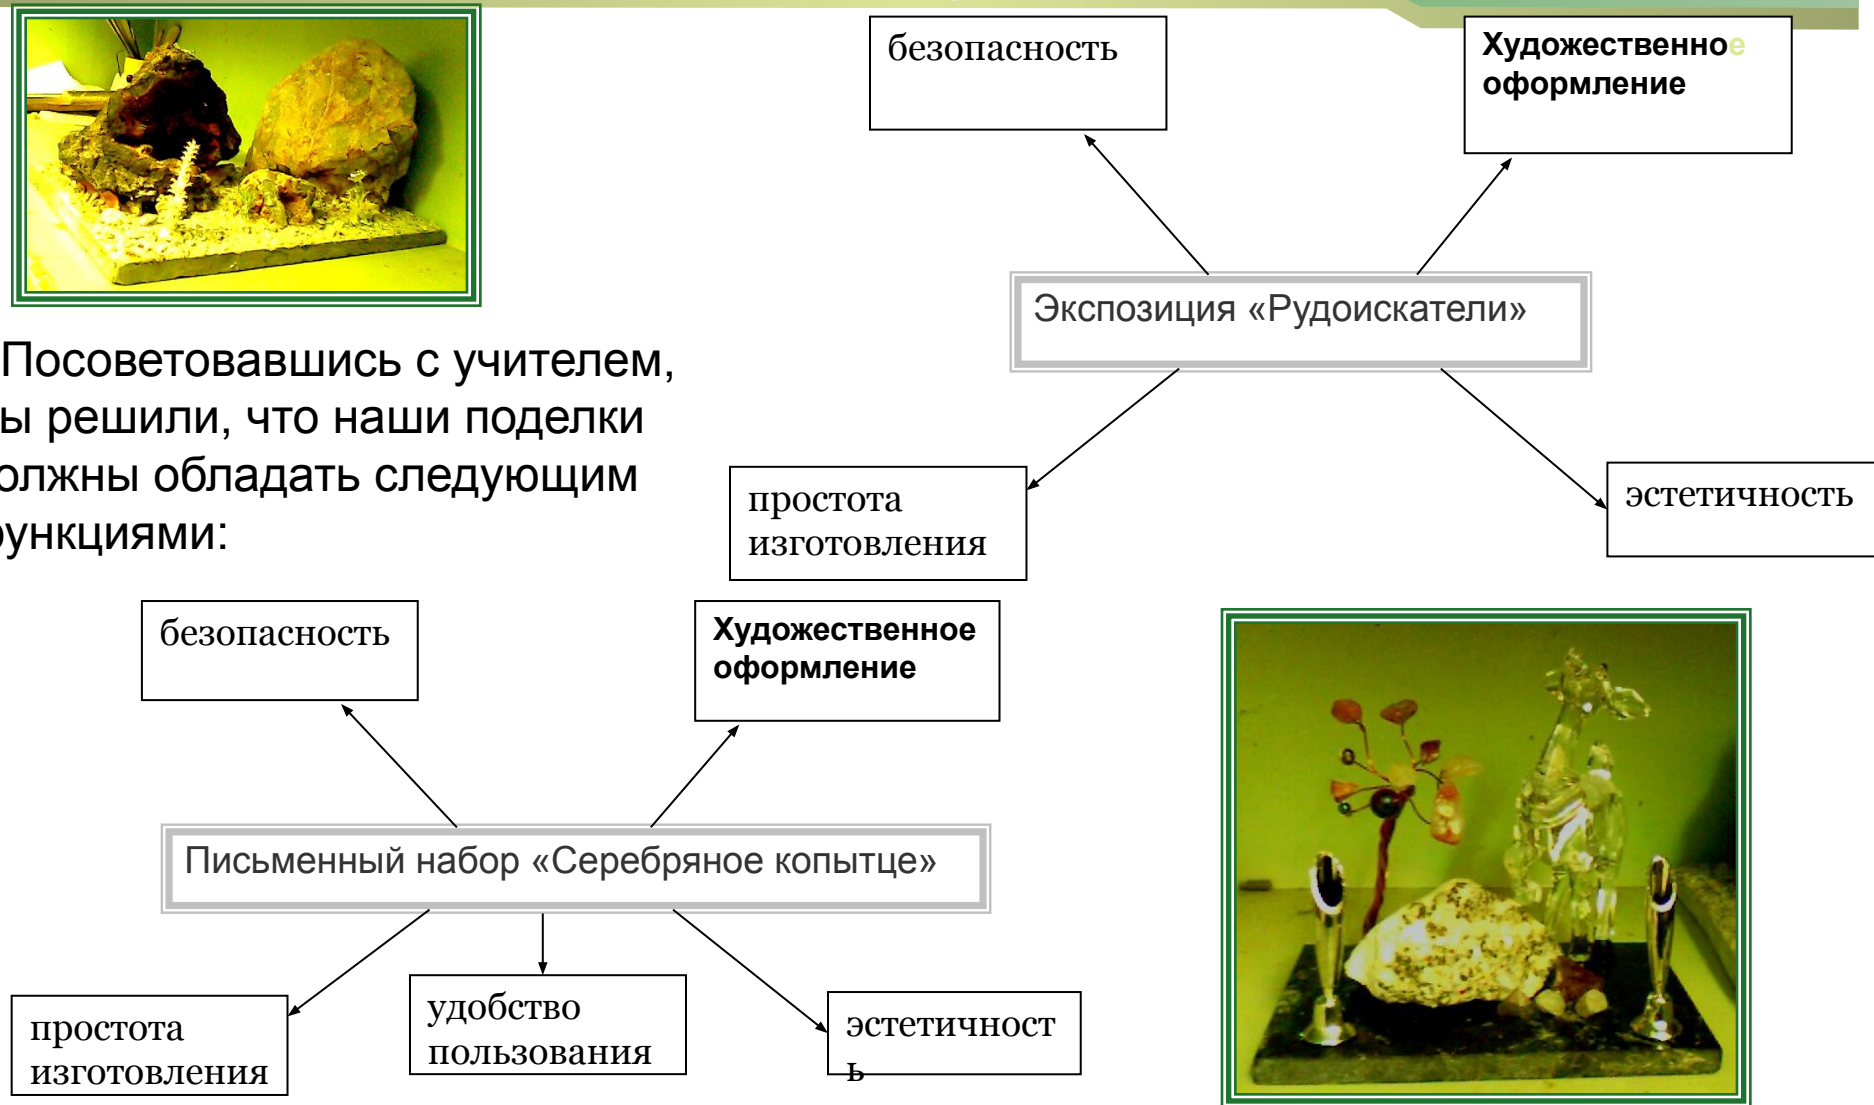 безопасность
Художественное
оформление
Экспозиция «Рудоискатели»
Посоветовавшись с учителем,
ы решили, что наши поделки
олжны обладать следующим
функциями:
простота
изготовления
эстетичность
безопасность
Художественное
оформление
Письменный набор «Серебряное копытце»
простота
изготовления
удобство
пользования
эстетичност
ь